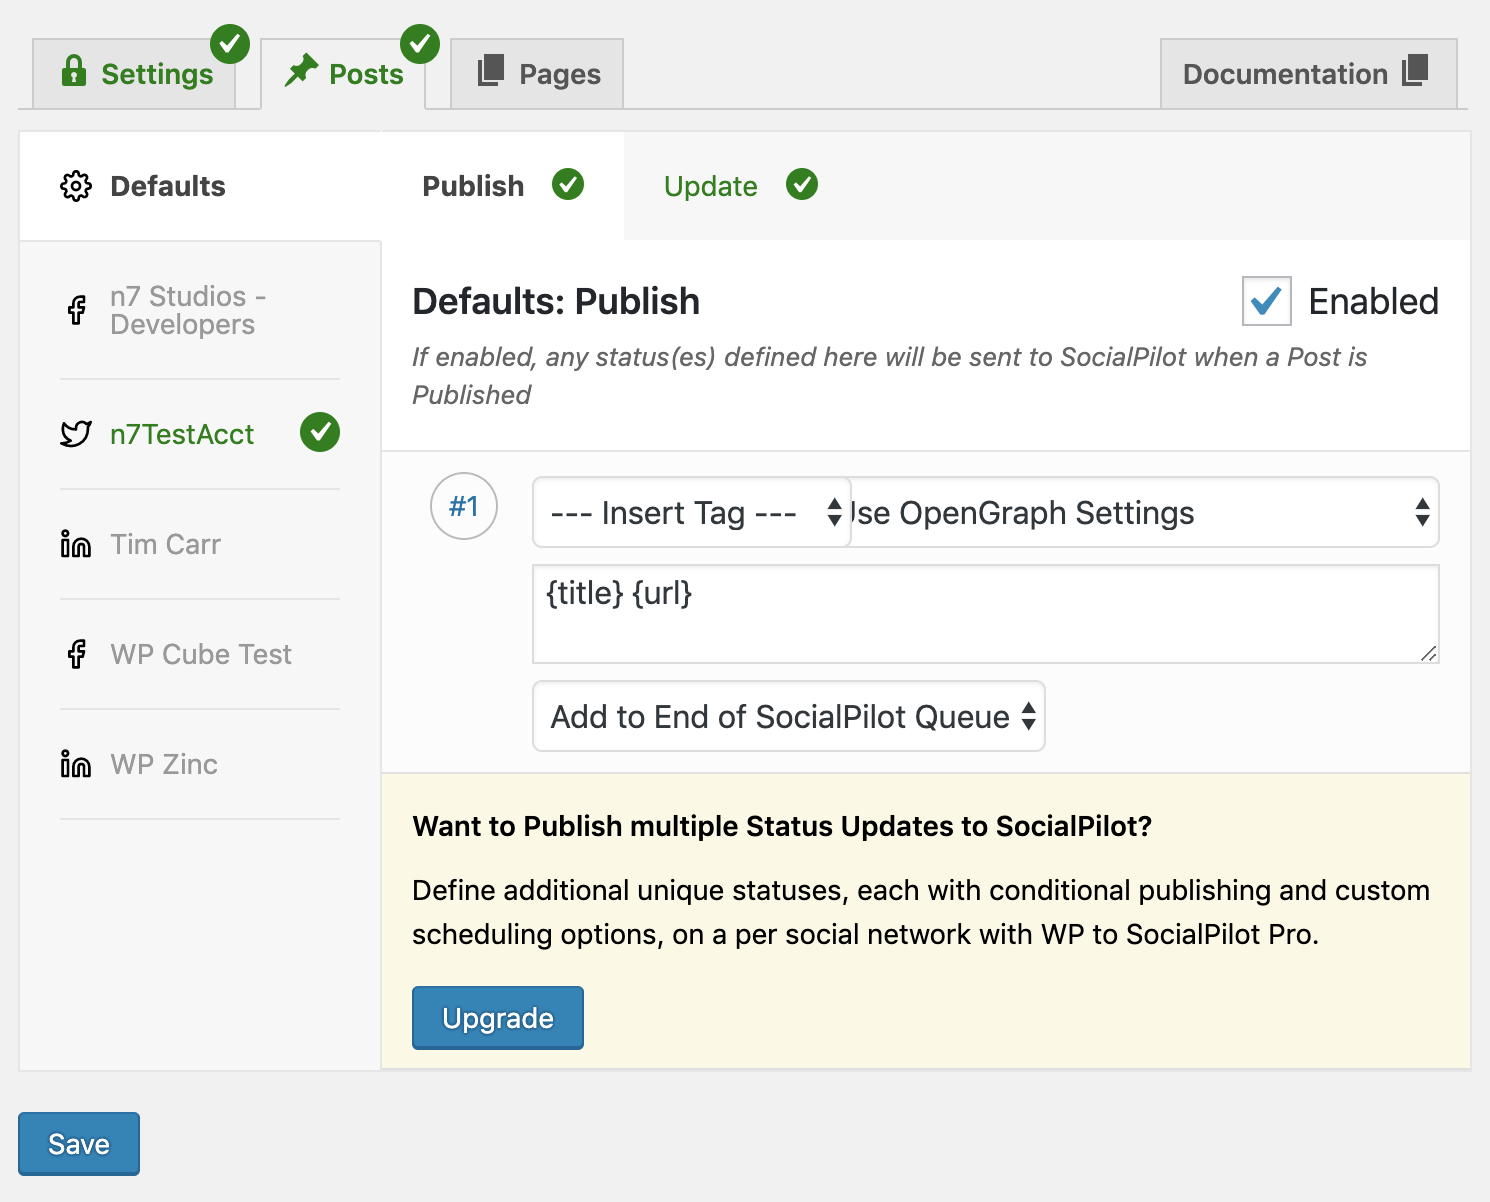 Settings
Posts
Pages
Documentation
Defaults
Publish
Update
n7 Studios -
Developers
n7TestAcct
Tim Carr
WP Cube Test
WP Zinc
Defaults: Publish
Enabled
If enabled, any status(es) defined here will be sent to SocialPilot when a Post is
Published
#1
--- Insert Tag ---
OpenGraph Settings
{title} {url}
Add to End of SocialPilot Queue
Want to Publish multiple Status Updates to SocialPilot?
Define additional unique statuses, each with conditional publishing and custom
scheduling options, on a per social network with WP to SocialPilot Pro.
Upgrade
Save